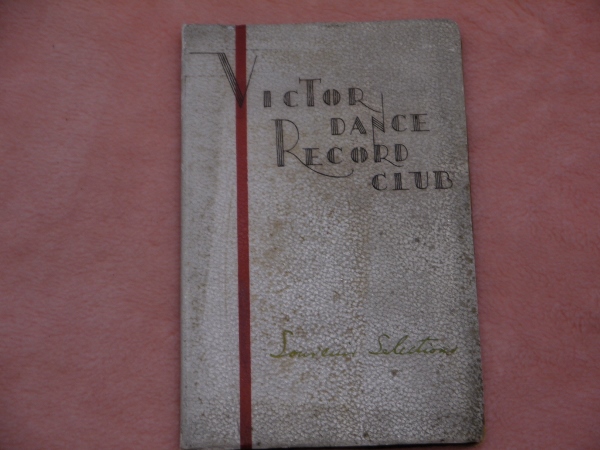 VICTOR
DANCE
RECORD
CLUB
Souvenir Selections